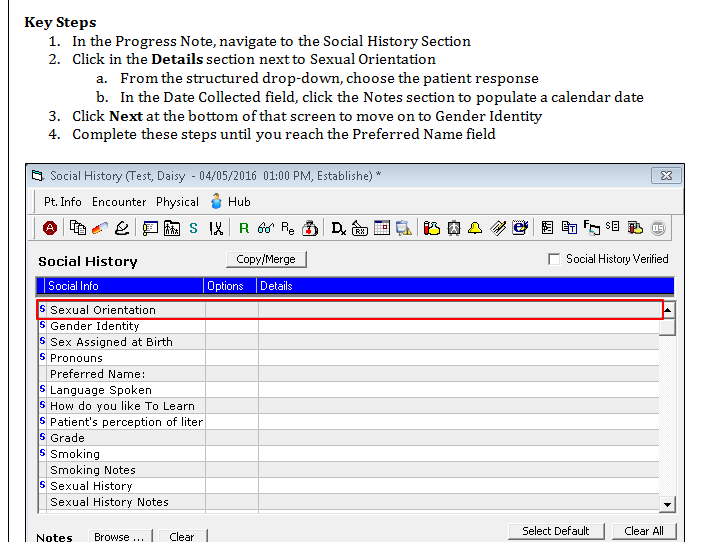 Key Steps
1. In the Progress Note, navigate to the Social History Section
2. Click in the Details section next to Sexual Orientation
a. From the structured drop-down, choose the patient response
b. In the Date Collected field, click the Notes section to populate a calendar date
3. Click Next at the bottom of that screen to move on to Gender Identity
4. Complete these steps until you reach the Preferred Name field
Social History (Test, Daisy - 04/05/2016 01:00 PM, Establishe) *
Pt. Info Encounter Physical Hub
A S R Re Dx Rx
Social History Copy/Merge Social History Verified
Social Info Options Details
S Sexual Orientation
S Gender Identity
S Sex Assigned at Birth
S Pronouns
Preferred Name:
S Language Spoken
S How do you like To Learn
S Patient's perception of liter
S Grade
S Smoking
Smoking Notes
S Sexual History
Sexual History Notes
Select Default Clear All
Notes Browse ... Clear